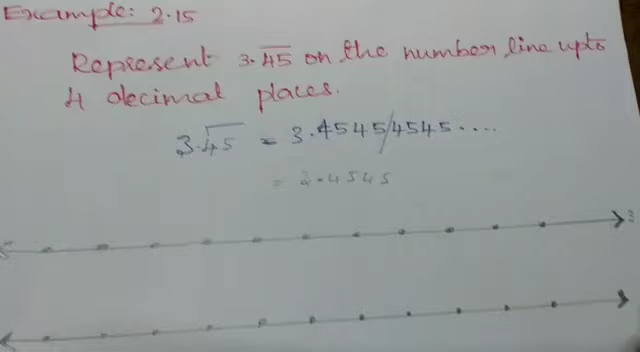 Example: 2.15
Represent 3.4̅5̅ on the number line upto
4 decimal places.
3.4̅5̅ = 3.4545/4545....
= 3.4545